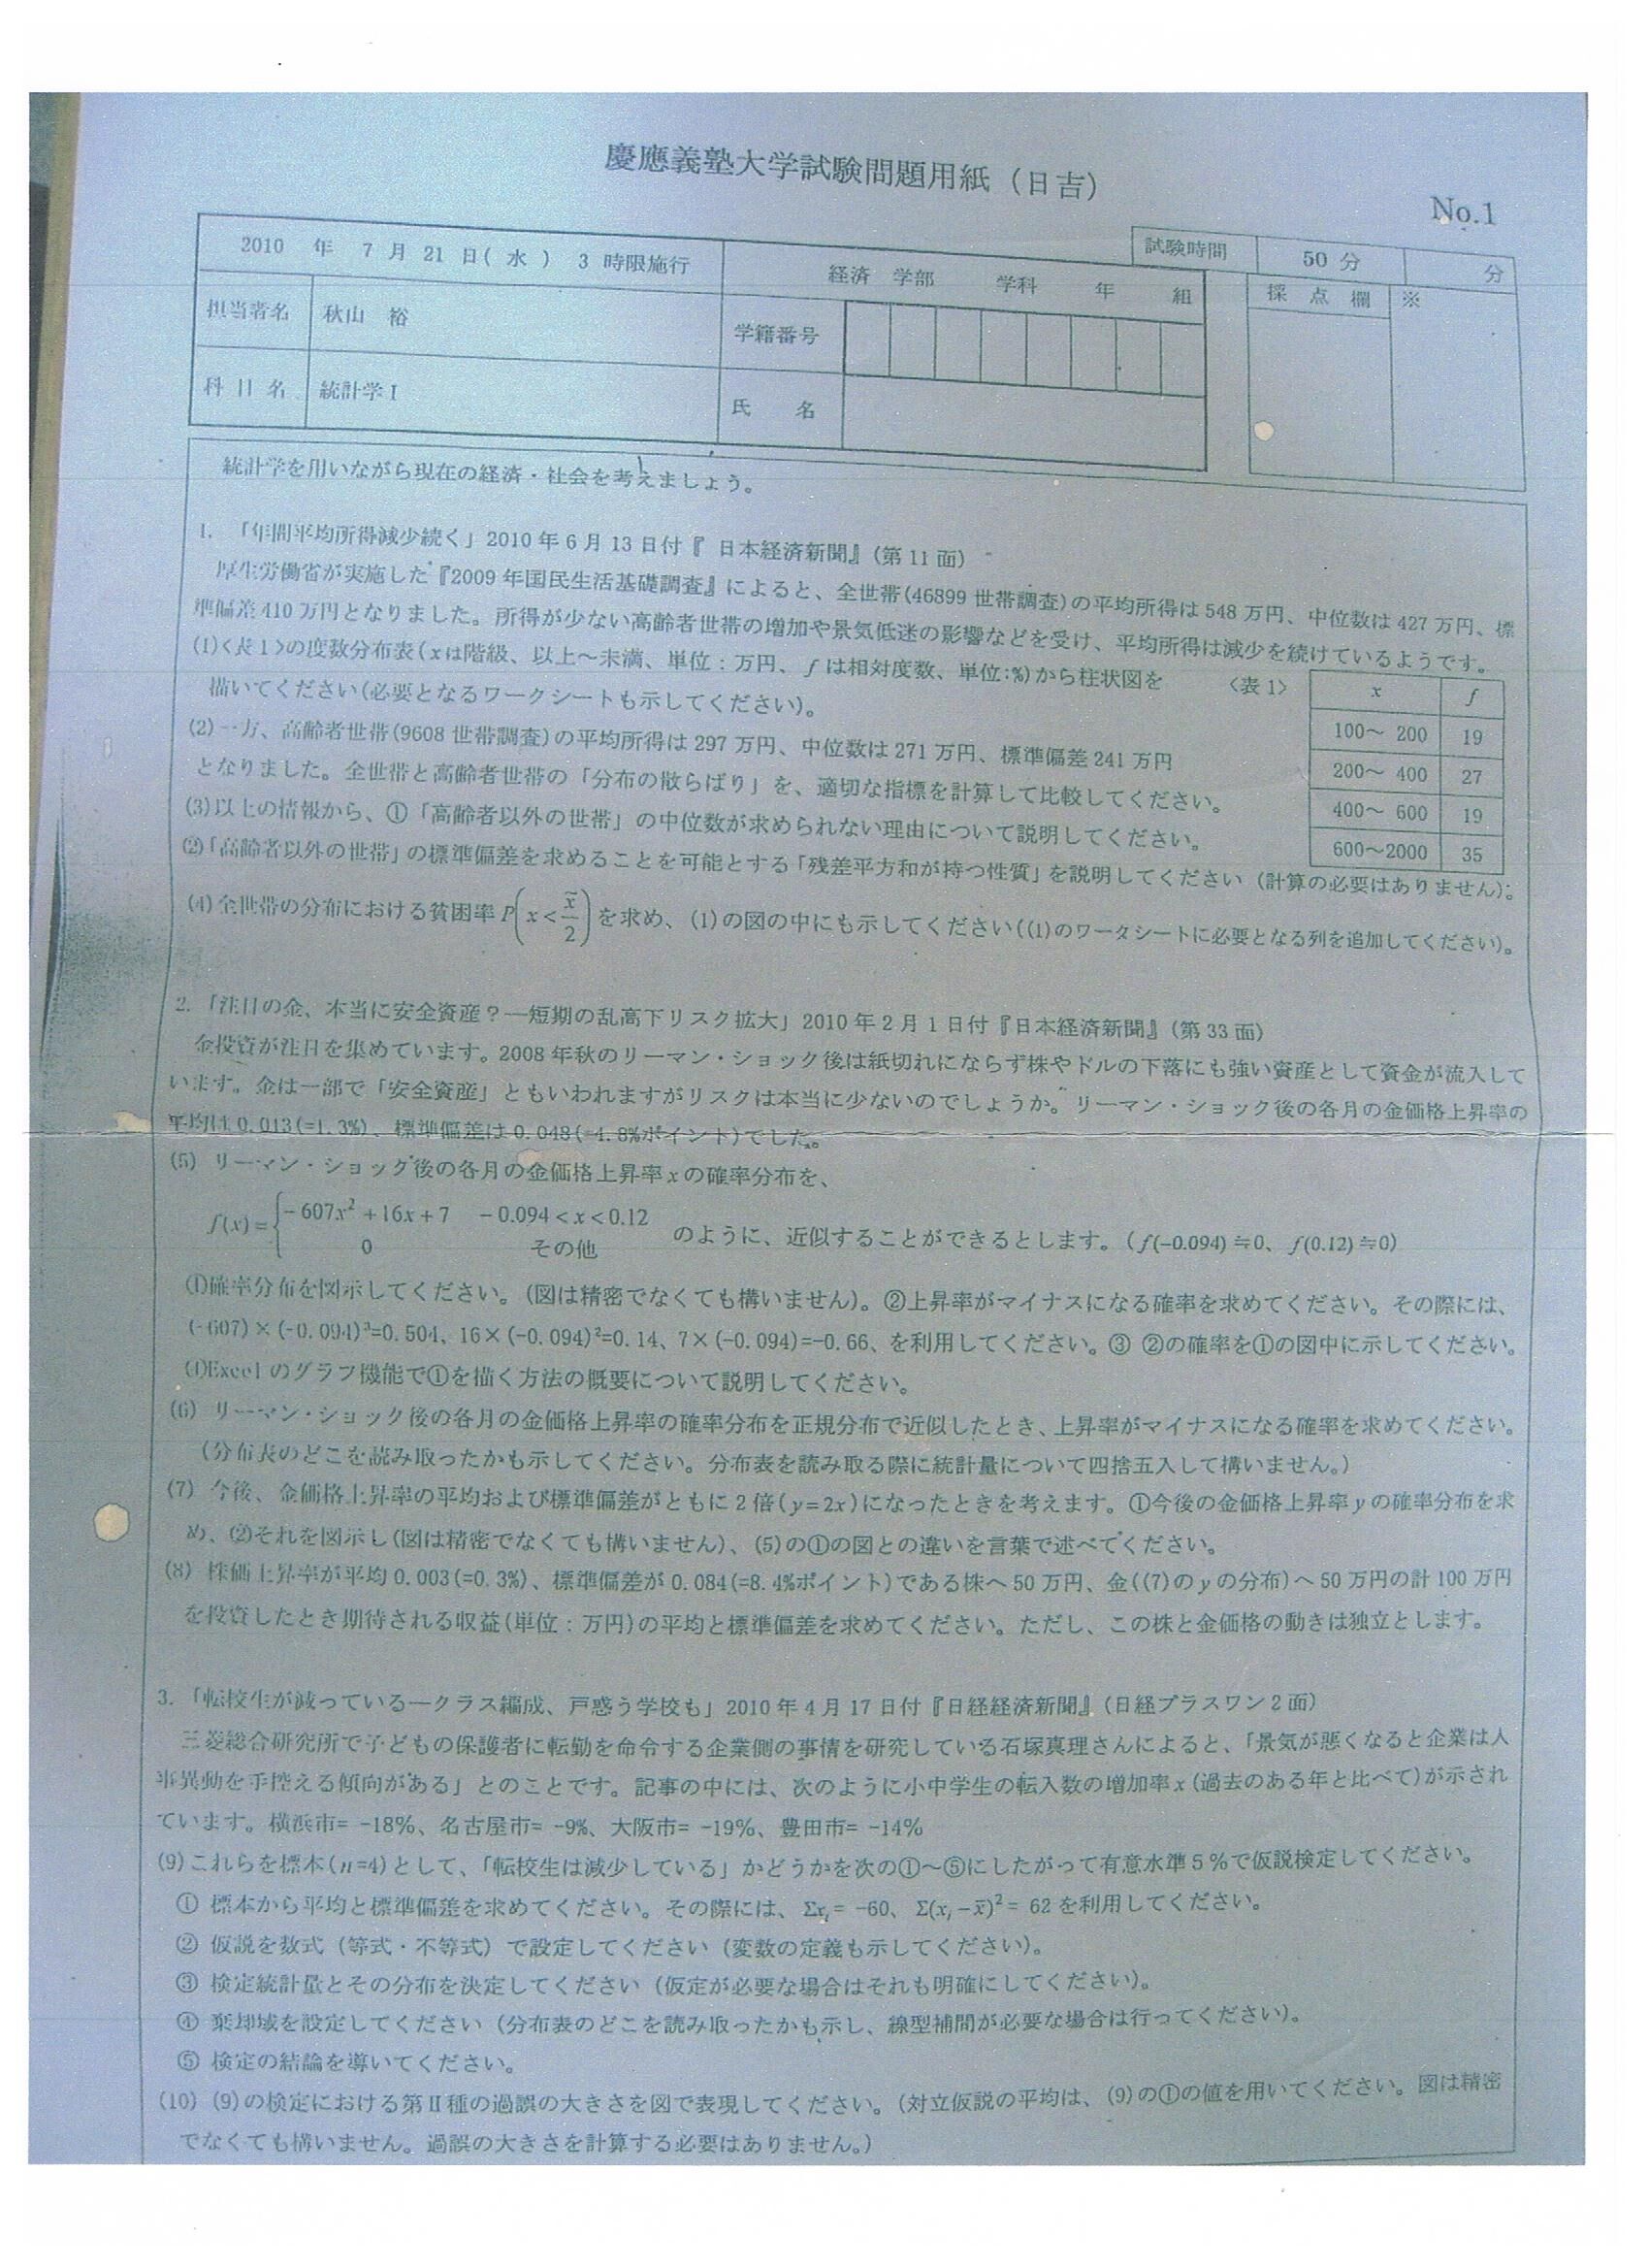 慶應義塾大学試験問題用紙（日吉）
No.1
試験時間 50 分 分
2010 年 7 月 21 日( 水 ) 3 時限施行
経済 学部 学科 年 組
採 点 欄 ※
担当者名 秋山 裕
学籍番号
科 目 名 統計学 I
氏 名
統計学を用いながら現在の経済・社会を考えましょう。
1. 「年間平均所得減少続く」2010 年 6 月 13 日付『 日本経済新聞』(第 11 面)
厚生労働省が実施した『2009 年国民生活基礎調査』によると、全世帯(46899 世帯調査)の平均所得は 548 万円、中位数は 427 万円、標
準偏差 410 万円となりました。所得が少ない高齢者世帯の増加や景気低迷の影響などを受け、平均所得は減少を続けているようです。
(1)<表 1>の度数分布表(xは階級、以上～未満、単位：万円、f は相対度数、単位:%)から柱状図を
描いてください(必要となるワークシートも示してください)。
〈表 1〉
x f
100～ 200 19
200～ 400 27
400～ 600 19
600～2000 35
(2)一方、高齢者世帯(9608 世帯調査)の平均所得は 297 万円、中位数は 271 万円、標準偏差 241 万円
となりました。全世帯と高齢者世帯の「分布の散らばり」を、適切な指標を計算して比較してください。
(3)以上の情報から、①「高齢者以外の世帯」の中位数が求められない理由について説明してください。
②「高齢者以外の世帯」の標準偏差を求めることを可能とする「残差平方和が持つ性質」を説明してください（計算の必要はありません)。
(4)全世帯の分布における貧困率 P(x < x̃/2) を求め、(1)の図の中にも示してください((1)のワータシートに必要となる列を追加してください)。
2. 「注目の金、本当に安全資産？―短期の乱高下リスク拡大」2010 年 2 月 1 日付『日本経済新聞』(第 33 面)
金投資が注目を集めています。2008 年秋のリーマン・ショック後は紙切れにならず株やドルの下落にも強い資産として資金が流入して
います。金は一部で「安全資産」ともいわれますがリスクは本当に少ないのでしょうか。リーマン・ショック後の各月の金価格上昇率の
平均は 0.013(=1.3%)、標準偏差は 0.048(=4.8%ポイント)でした。
(5) リーマン・ショック後の各月の金価格上昇率 x の確率分布を、
f(x) = { −607x² +16x+7 −0.094 < x < 0.12
0 その他
のように、近似することができるとします。( f(−0.094) ≒0、 f(0.12) ≒0)
①確率分布を図示してください。(図は精密でなくても構いません)。②上昇率がマイナスになる確率を求めてください。その際には、
(-607)×(-0.094)³=0.504、16×(-0.094)²=0.14、7×(-0.094)=-0.66、を利用してください。③ ②の確率を①の図中に示してください。
④Excel のグラフ機能で①を描く方法の概要について説明してください。
(6) リーマン・ショック後の各月の金価格上昇率の確率分布を正規分布で近似したとき、上昇率がマイナスになる確率を求めてください。
(分布表のどこを読み取ったかも示してください。分布表を読み取る際に統計量について四捨五入して構いません。)
(7) 今後、金価格上昇率の平均および標準偏差がともに 2 倍( y=2x )になったときを考えます。①今後の金価格上昇率 y の確率分布を求
め、②それを図示し(図は精密でなくても構いません)、(5)の①の図との違いを言葉で述べてください。
(8) 株価上昇率が平均 0.003(=0.3%)、標準偏差が 0.084(=8.4%ポイント)である株へ 50 万円、金((7)の y の分布)へ 50 万円の計 100 万円
を投資したとき期待される収益(単位：万円)の平均と標準偏差を求めてください。ただし、この株と金価格の動きは独立とします。
3. 「転校生が減っている―クラス編成、戸惑う学校も」2010 年 4 月 17 日付『日経経済新聞』(日経プラスワン 2 面)
三菱総合研究所で子どもの保護者に転勤を命令する企業側の事情を研究している石塚真理さんによると、「景気が悪くなると企業は人
事異動を手控える傾向がある」とのことです。記事の中には、次のように小中学生の転入数の増加率 x (過去のある年と比べて)が示され
ています。横浜市= -18%、名古屋市= -9%、大阪市= -19%、豊田市= -14%
(9)これらを標本(n=4)として、「転校生は減少している」かどうかを次の①～⑤にしたがって有意水準 5％で仮説検定してください。
① 標本から平均と標準偏差を求めてください。その際には、 Σxᵢ = -60、 Σ(xᵢ − x̄)² = 62 を利用してください。
② 仮説を数式（等式・不等式）で設定してください（変数の定義も示してください)。
③ 検定統計量とその分布を決定してください（仮定が必要な場合はそれも明確にしてください)。
④ 棄却域を設定してください（分布表のどこを読み取ったかも示し、線型補間が必要な場合は行ってください)。
⑤ 検定の結論を導いてください。
(10) (9)の検定における第Ⅱ種の過誤の大きさを図で表現してください。(対立仮説の平均は、(9)の①の値を用いてください。図は精密
でなくても構いません。過誤の大きさを計算する必要はありません。)